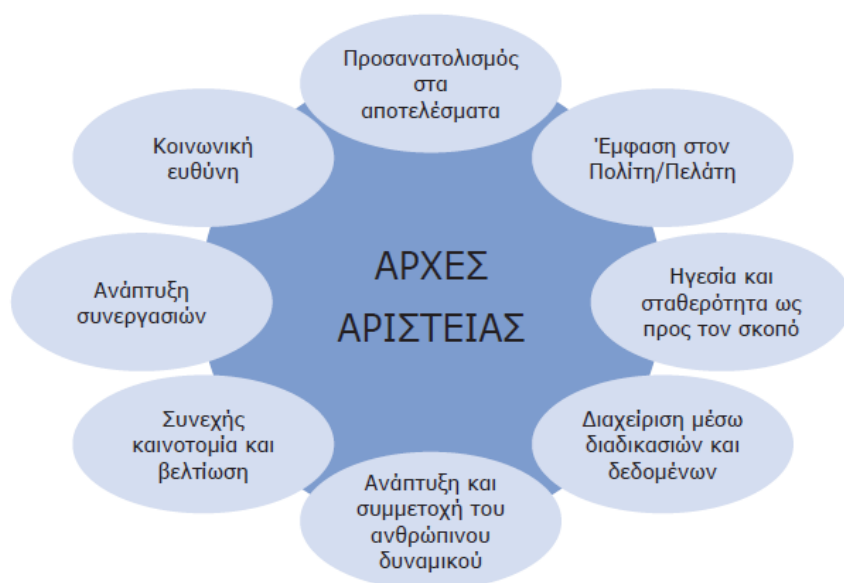 Προσανατολισμός
στα
αποτελέσματα
Έμφαση στον
Πολίτη/Πελάτη
Ηγεσία και
σταθερότητα ως
προς τον σκοπό
Διαχείριση μέσω
διαδικασιών και
δεδομένων
Ανάπτυξη και
συμμετοχή του
ανθρώπινου
δυναμικού
Συνεχής
καινοτομία και
βελτίωση
Ανάπτυξη
συνεργασιών
Κοινωνική
ευθύνη
ΑΡΧΕΣ
ΑΡΙΣΤΕΙΑΣ